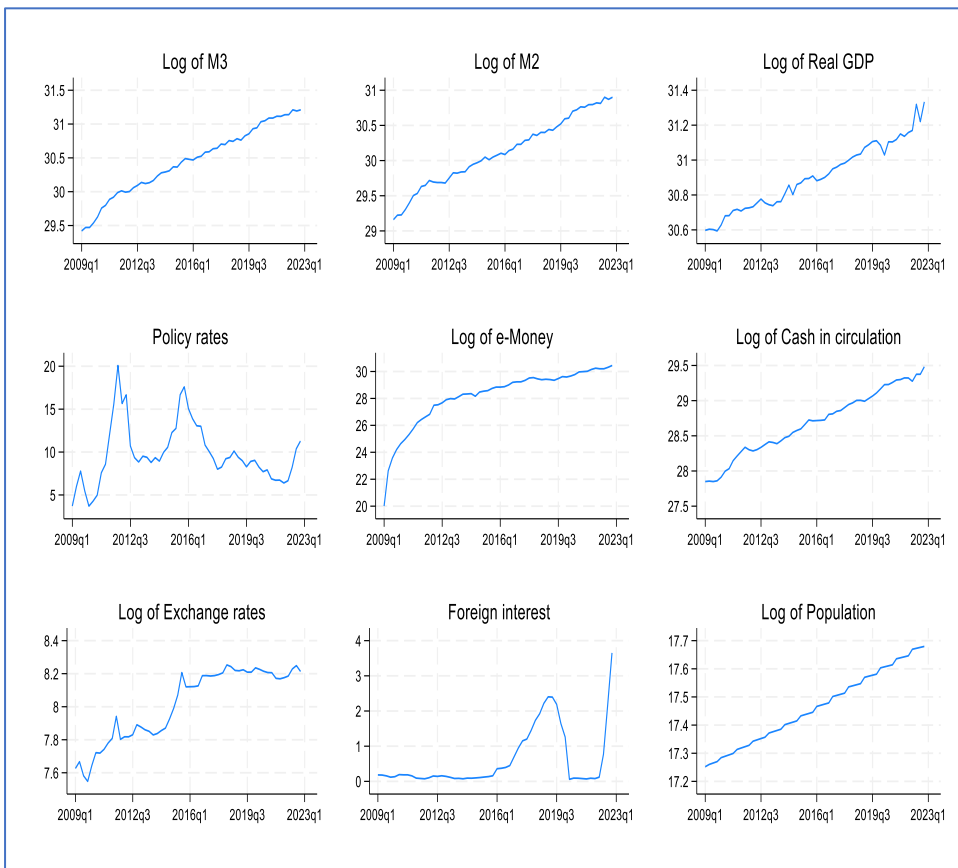 Log of M3
31.5
31
30.5
30
29.5
2009q1 2012q3 2016q1 2019q3 2023q1
Log of M2
31
30.5
30
29.5
29
2009q1 2012q3 2016q1 2019q3 2023q1
Log of Real GDP
31.4
31.2
31
30.8
30.6
2009q1 2012q3 2016q1 2019q3 2023q1
Policy rates
20
15
10
5
2009q1 2012q3 2016q1 2019q3 2023q1
Log of e-Money
30
28
26
24
22
20
2009q1 2012q3 2016q1 2019q3 2023q1
Log of Cash in circulation
29.5
29
28.5
28
27.5
2009q1 2012q3 2016q1 2019q3 2023q1
Log of Exchange rates
8.4
8.2
8
7.8
7.6
2009q1 2012q3 2016q1 2019q3 2023q1
Foreign interest
4
3
2
1
0
2009q1 2012q3 2016q1 2019q3 2023q1
Log of Population
17.7
17.6
17.5
17.4
17.3
17.2
2009q1 2012q3 2016q1 2019q3 2023q1